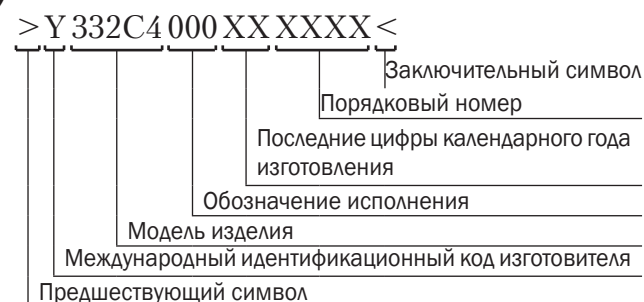 >Y 332C4 000 XX XXXX<
Заключительный символ
Порядковый номер
Последние цифры календарного года
изготовления
Обозначение исполнения
Модель изделия
Международный идентификационный код изготовителя
Предшествующий символ